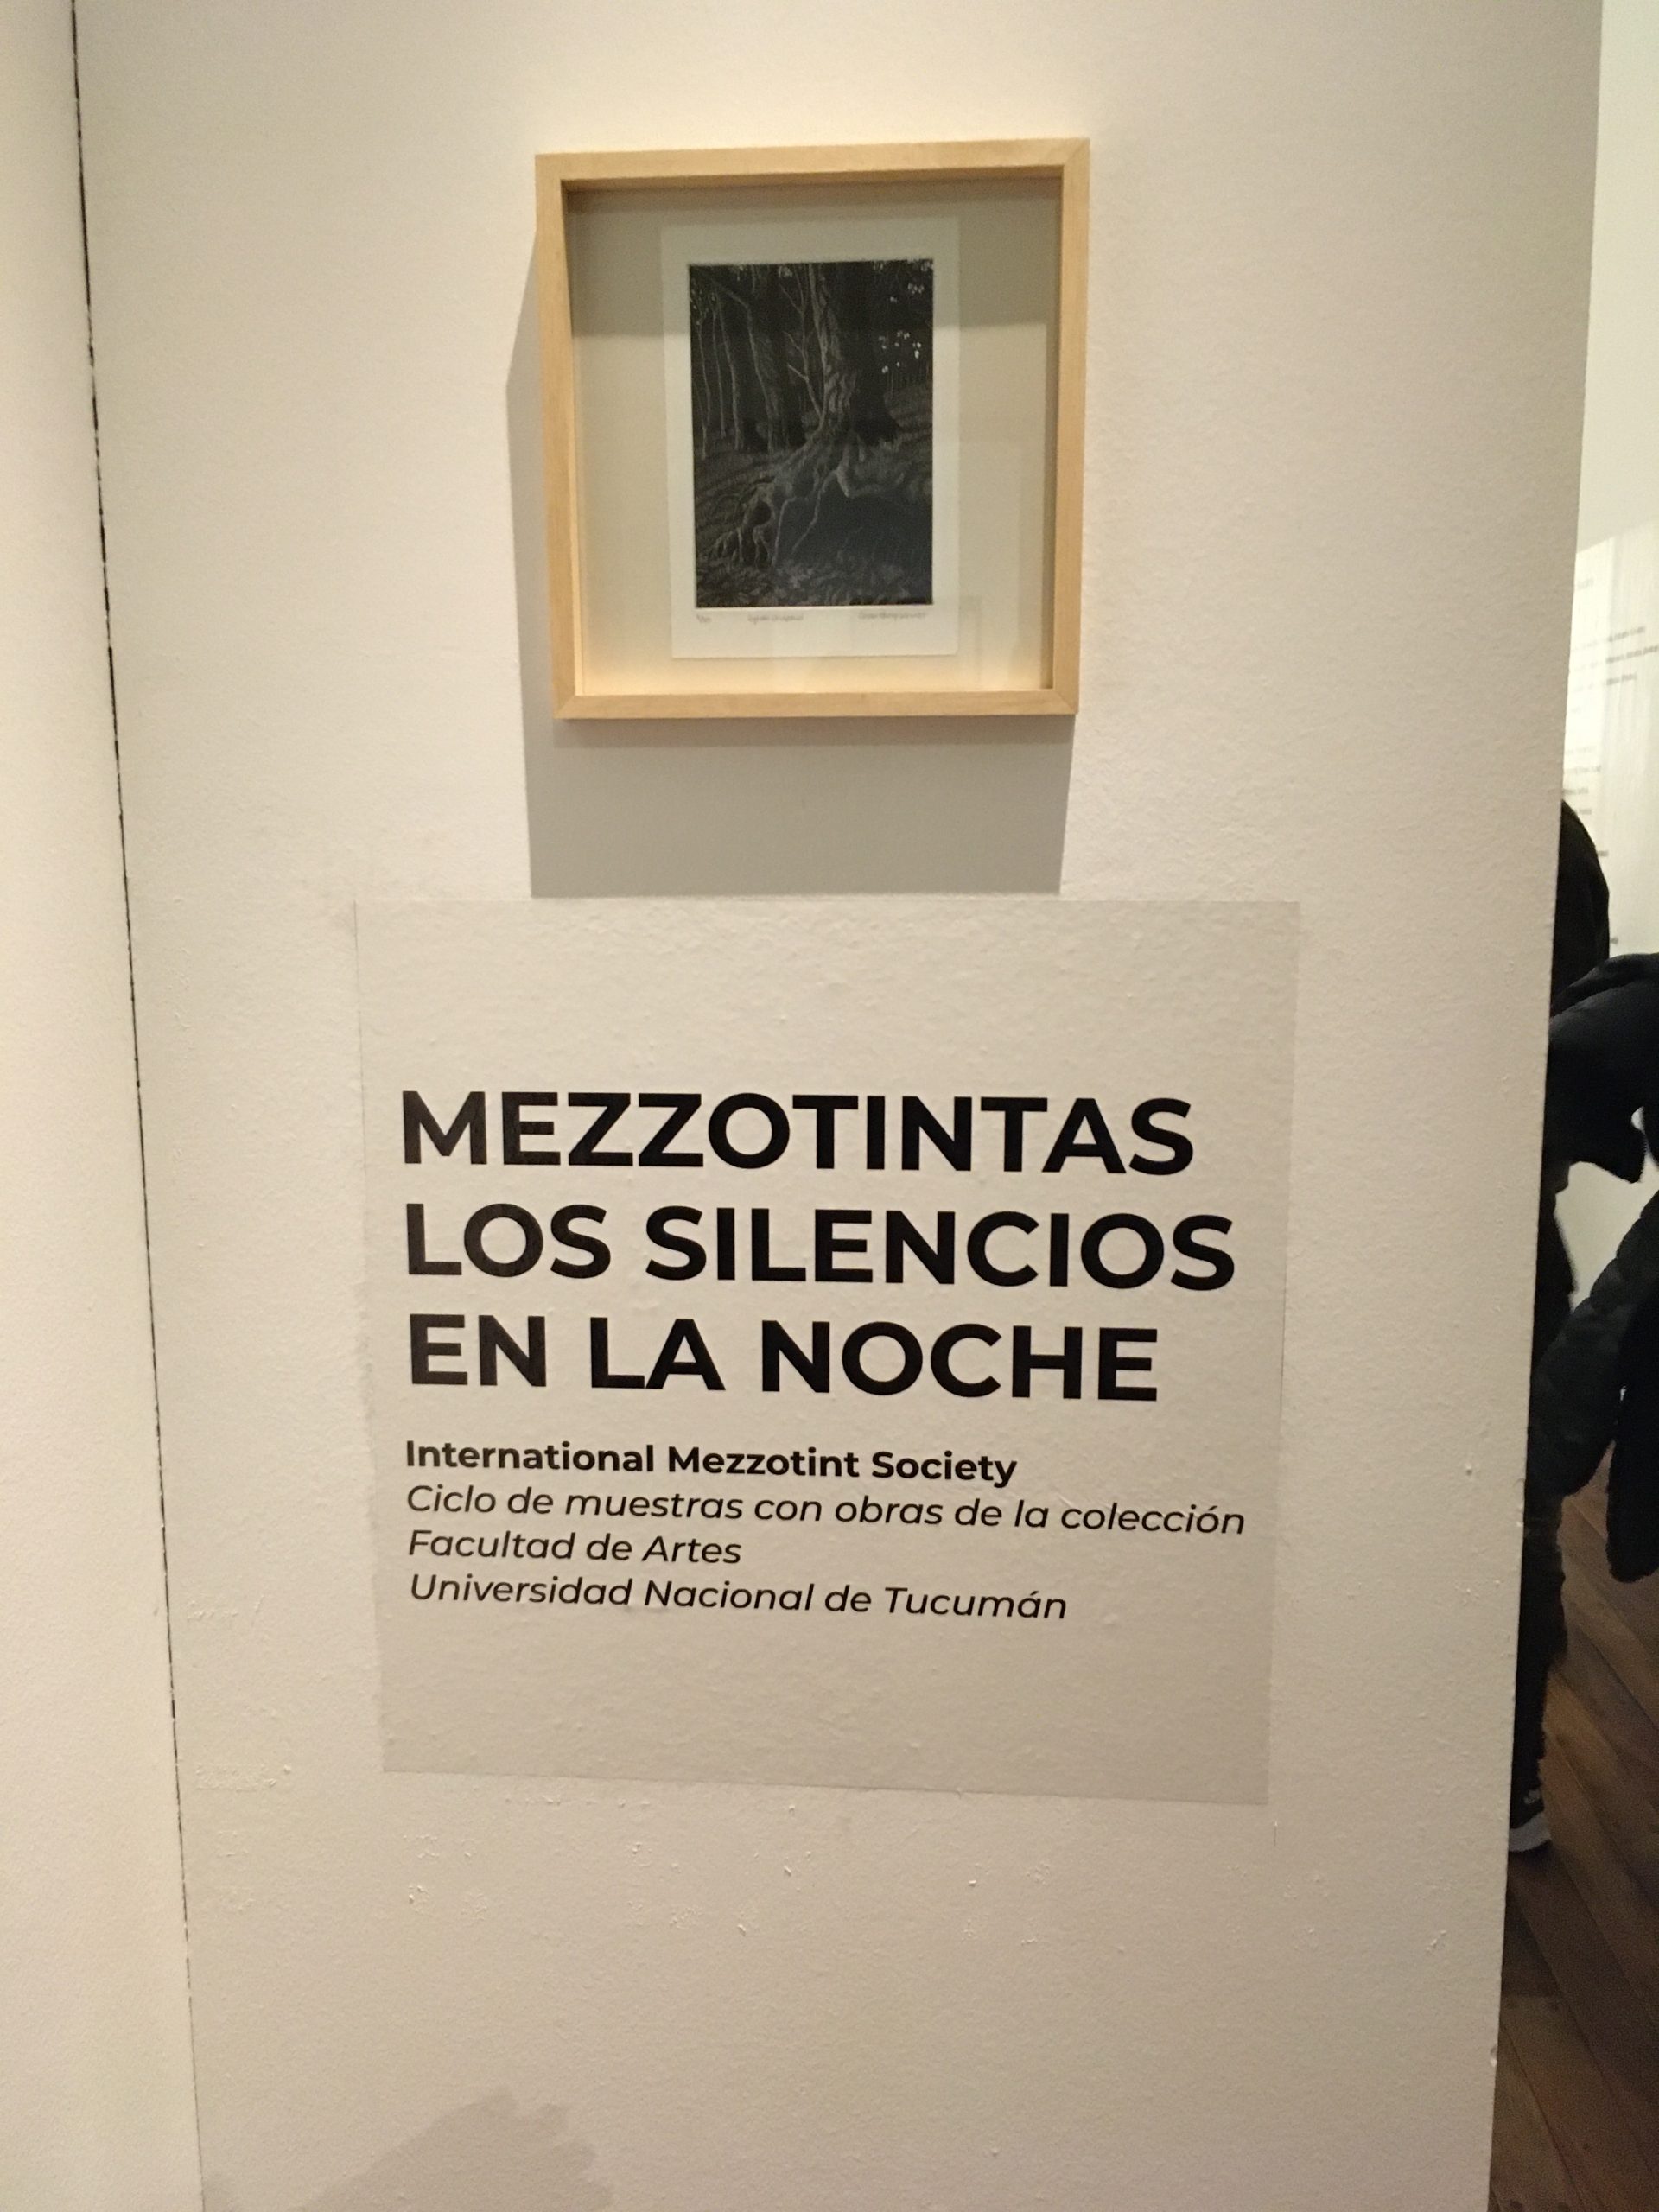 MEZZOTINTAS
LOS SILENCIOS
EN LA NOCHE
International Mezzotint Society
Ciclo de muestras con obras de la colección
Facultad de Artes
Universidad Nacional de Tucumán